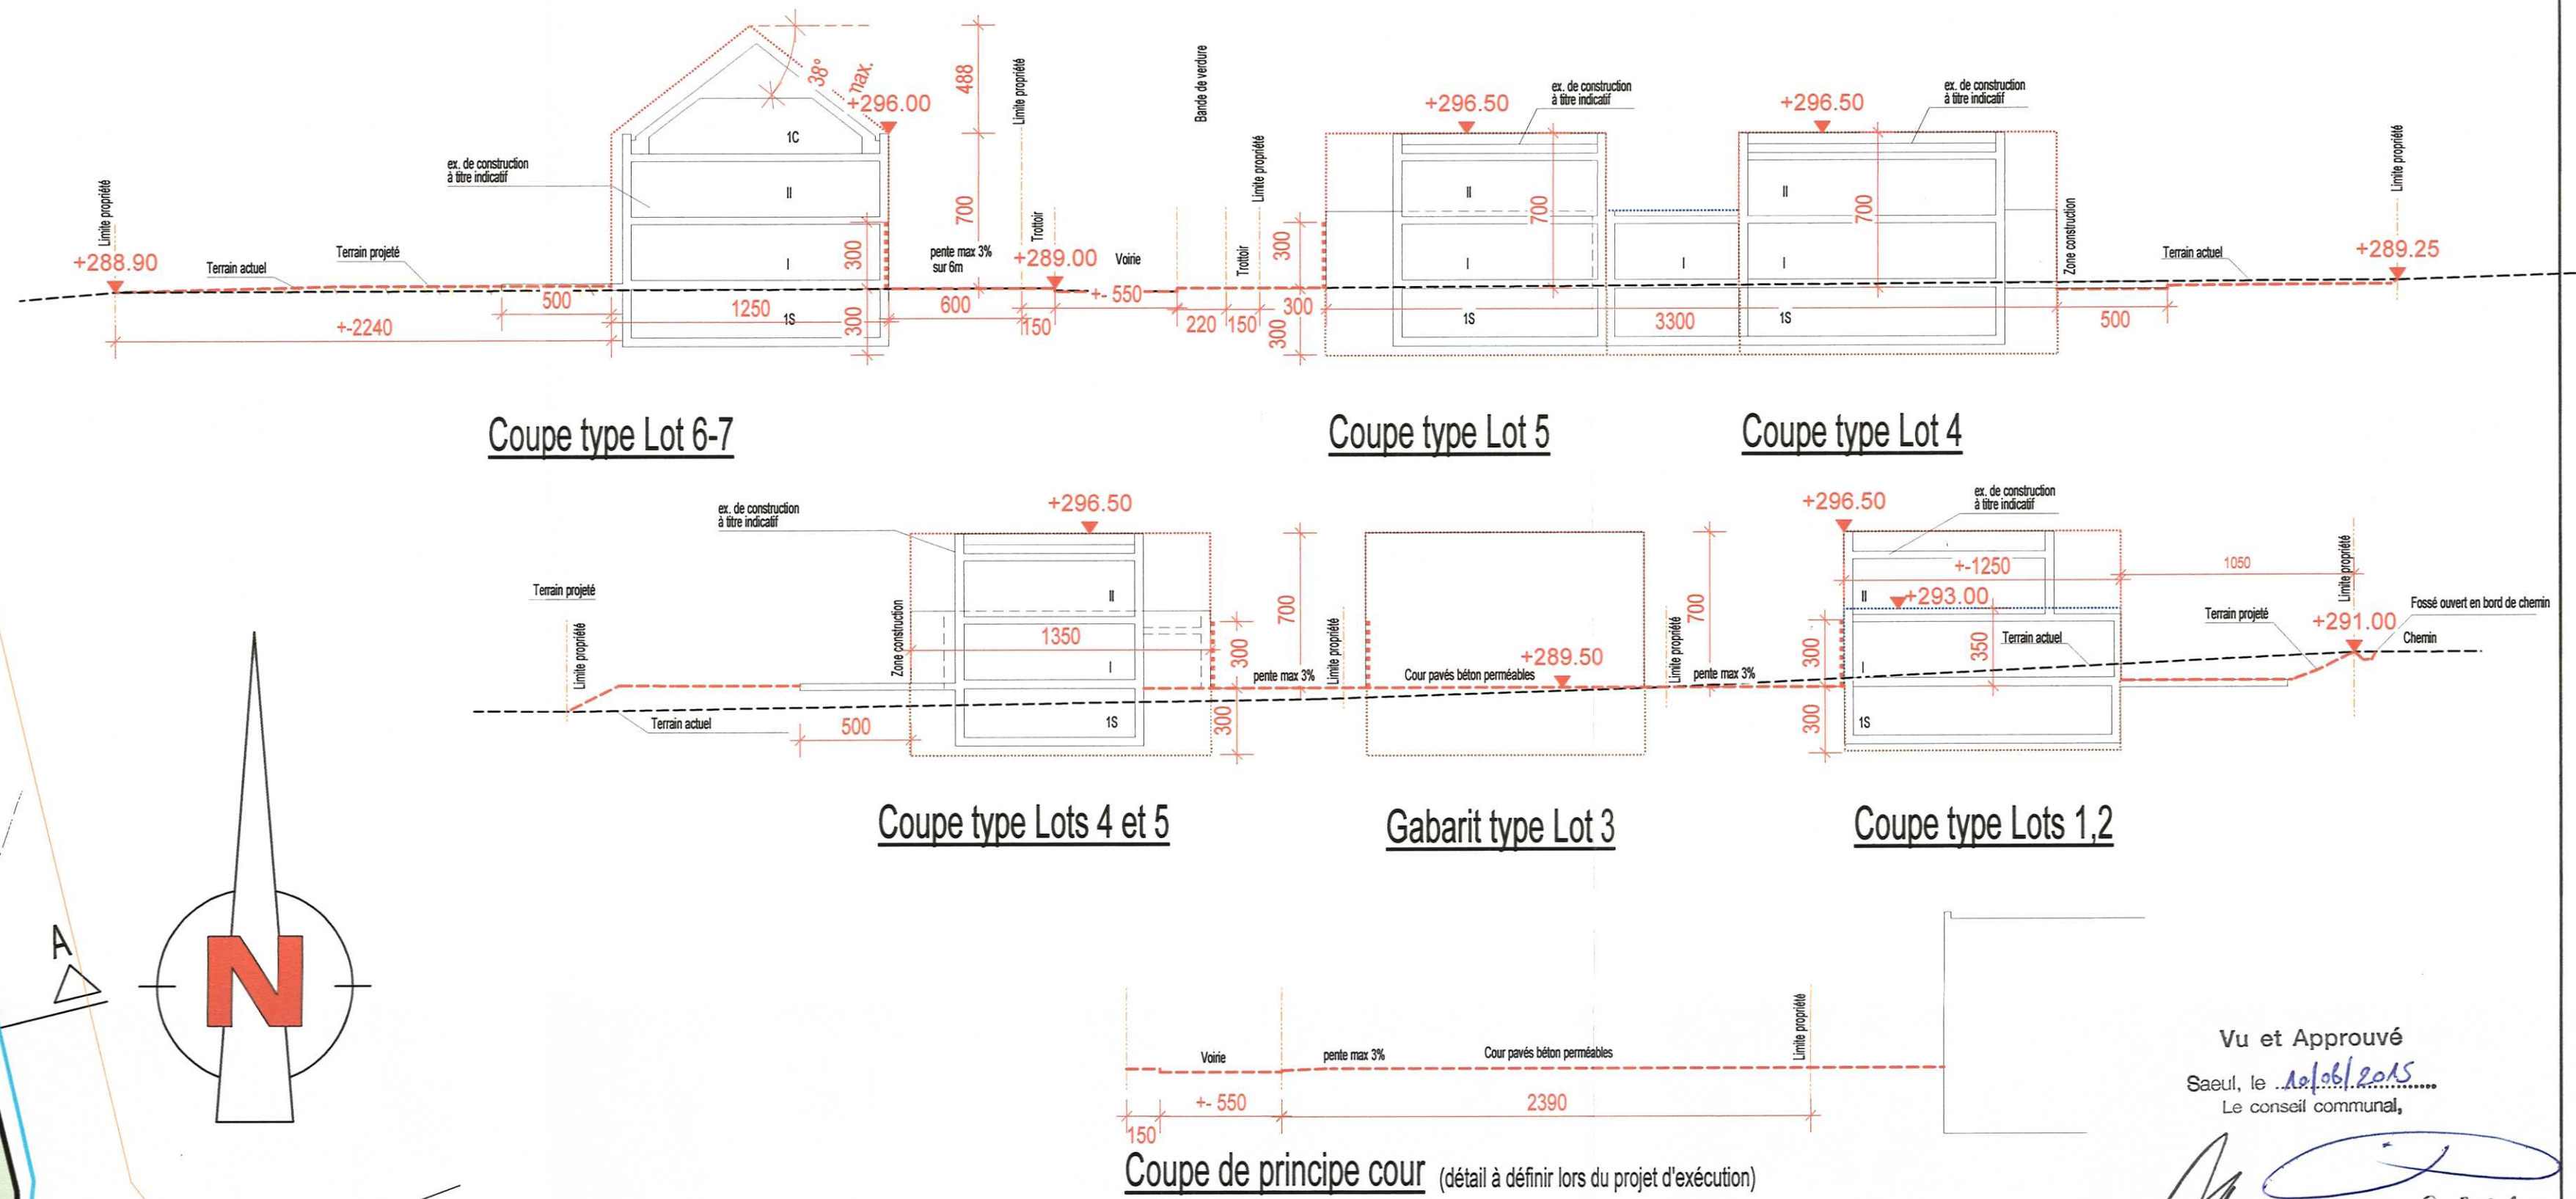 488
38°
max.
+296.00
1C
ex. de construction
à titre indicatif
II
700
Limite propriété
+288.90
Terrain actuel
Terrain projeté
I
300
pente max 3%
sur 6m
Limite propriété
Trottoir
+289.00
Voirie
Bande de verdure
Trottoir
Limite propriété
500
1250
1S
300
600
150
+- 550
220
150
+-2240
+296.50
ex. de construction
à titre indicatif
+296.50
ex. de construction
à titre indicatif
II
700
II
700
300
I
I
I
Zone construction
Terrain actuel
Limite propriété
+289.25
300
300
1S
3300
1S
500
Coupe type Lot 6-7
Coupe type Lot 5
Coupe type Lot 4
ex. de construction
à titre indicatif
+296.50
Terrain projeté
Limite propriété
Zone construction
II
1350
I
300
700
pente max 3%
Limite propriété
Terrain actuel
500
1S
300
Cour pavés béton perméables
+289.50
Limite propriété
700
pente max 3%
+296.50
ex. de construction
à titre indicatif
+-1250
1050
II
+293.00
300
350
I
Terrain actuel
Terrain projeté
Limite propriété
+291.00
Fossé ouvert en bord de chemin
Chemin
300
1S
Coupe type Lots 4 et 5
Gabarit type Lot 3
Coupe type Lots 1,2
A
N
Voirie
pente max 3%
Cour pavés béton perméables
Limite propriété
150
+- 550
2390
Coupe de principe cour (détail à définir lors du projet d'exécution)
Vu et Approuvé
Saeul, le 10/06/2015
Le conseil communal,